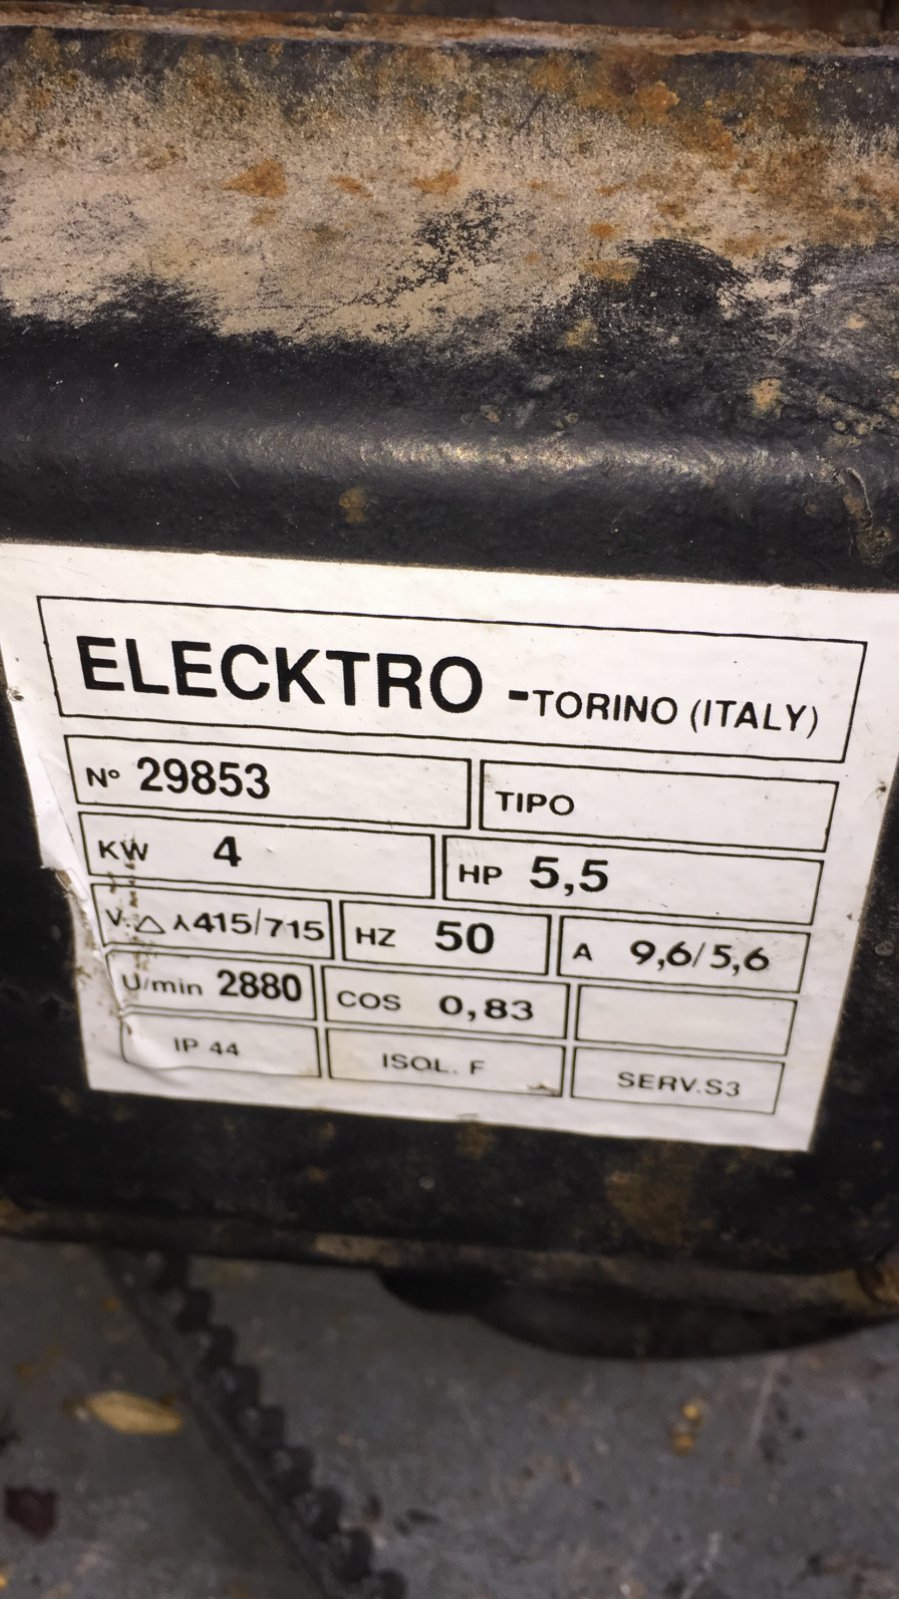 ELECKTRO -TORINO (ITALY)
Nº 29853 TIPO
KW 4 HP 5,5
V. △ ⅄ 415/715 HZ 50 A 9,6/5,6
U/min 2880 COS 0,83
IP 44 ISOL. F SERV.S3